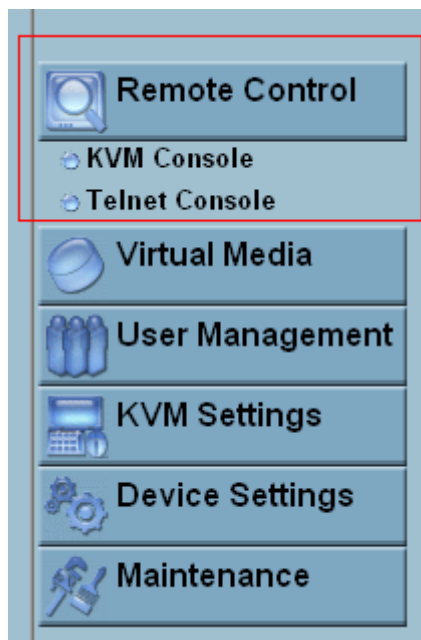 Remote Control
KVM Console
Telnet Console
Virtual Media
User Management
KVM Settings
Device Settings
Maintenance